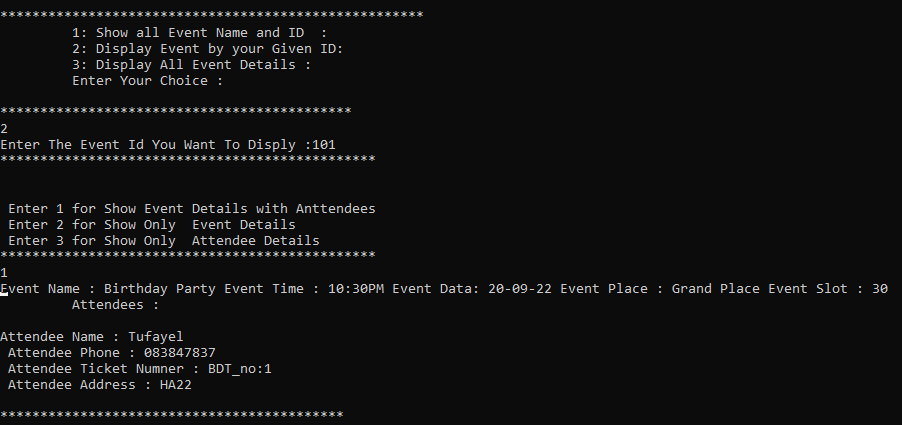 *****************************************************
1: Show all Event Name and ID  :
2: Display Event by your Given ID:
3: Display All Event Details :
Enter Your Choice :
********************************************
2
Enter The Event Id You Want To Disply :101
***********************************************
Enter 1 for Show Event Details with Anttendees
Enter 2 for Show Only  Event Details
Enter 3 for Show Only  Attendee Details
***********************************************
1
Event Name : Birthday Party Event Time : 10:30PM Event Data: 20-09-22 Event Place : Grand Place Event Slot : 30
Attendees :
Attendee Name : Tufayel
Attendee Phone : 083847837
Attendee Ticket Numner : BDT_no:1
Attendee Address : HA22
*******************************************